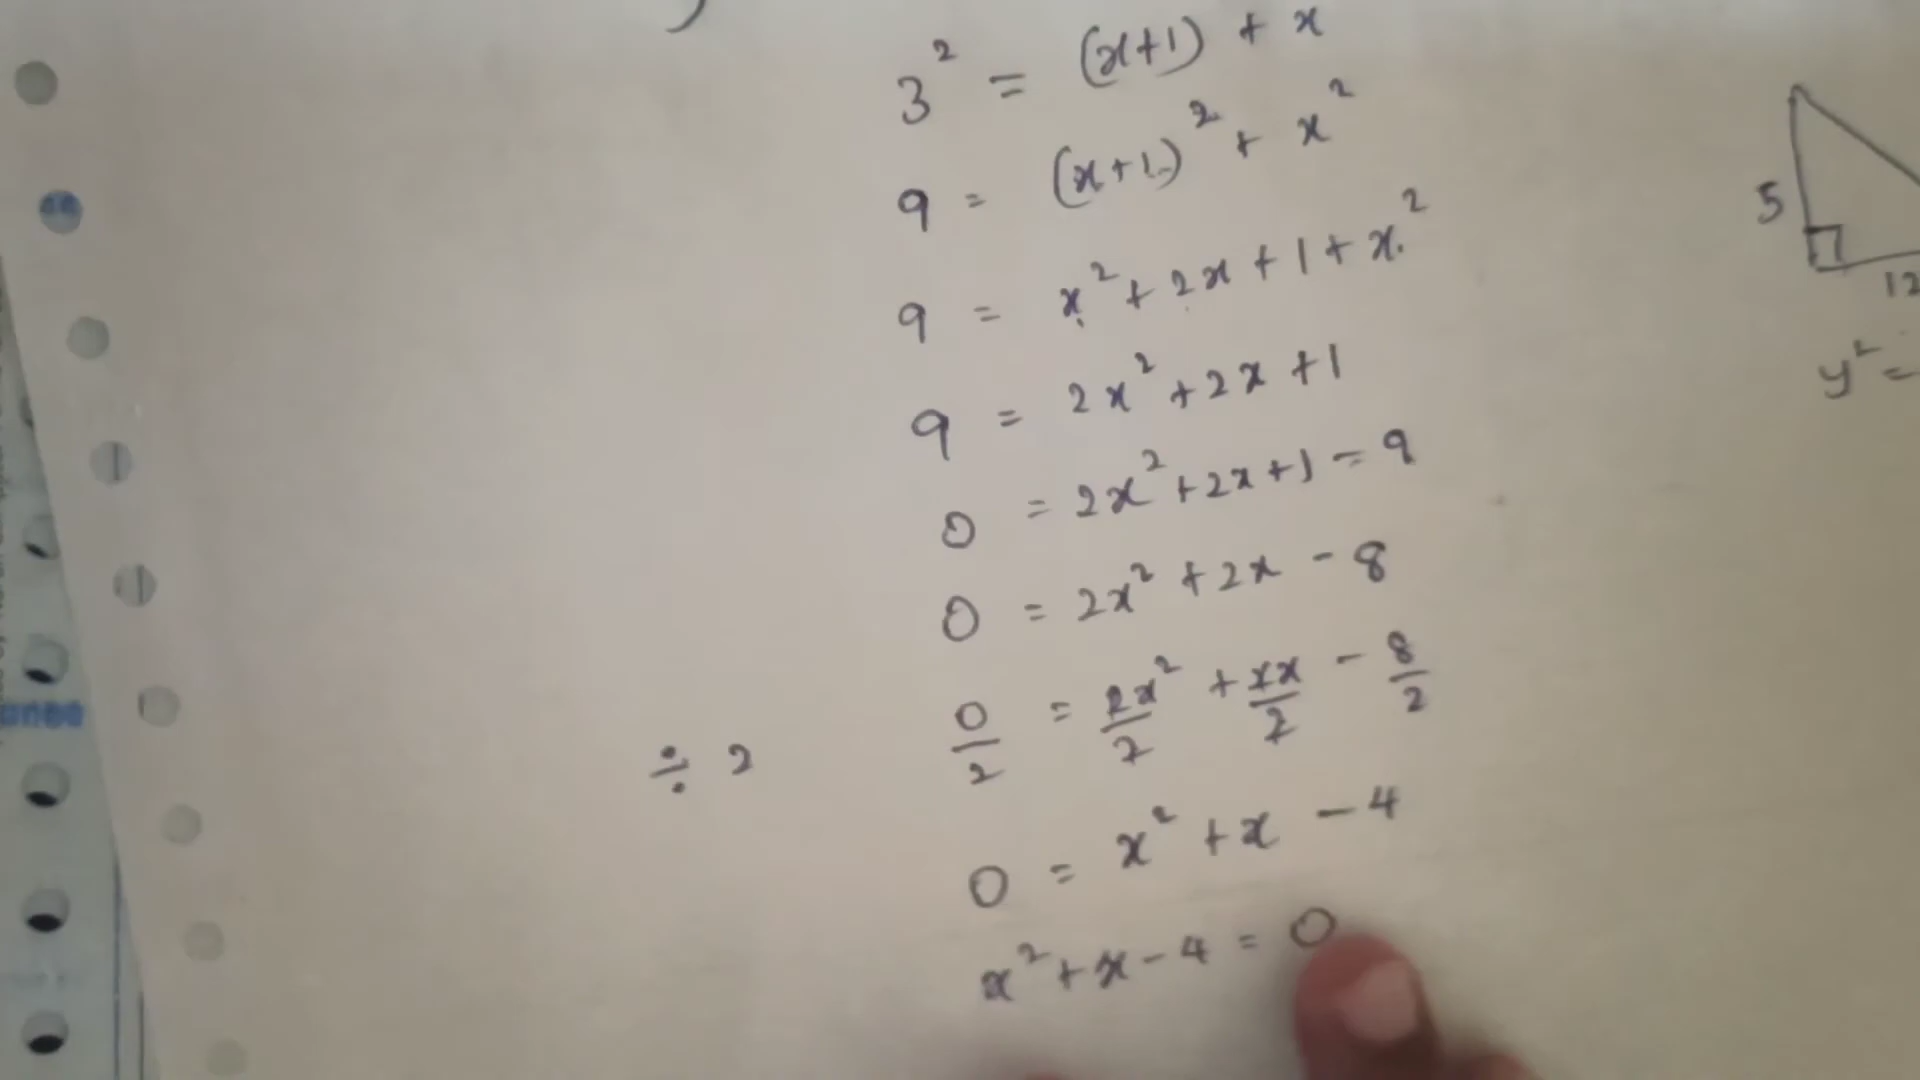 3² = (x+1) + x
9 = (x+1)² + x²
9 = x² + 2x + 1 + x²
9 = 2x² + 2x + 1
0 = 2x² + 2x + 1 - 9
0 = 2x² + 2x - 8
÷ 2 0/2 = 2x²/2 + 2x/2 - 8/2
0 = x² + x - 4
x² + x - 4 = 0
5
12
y² =